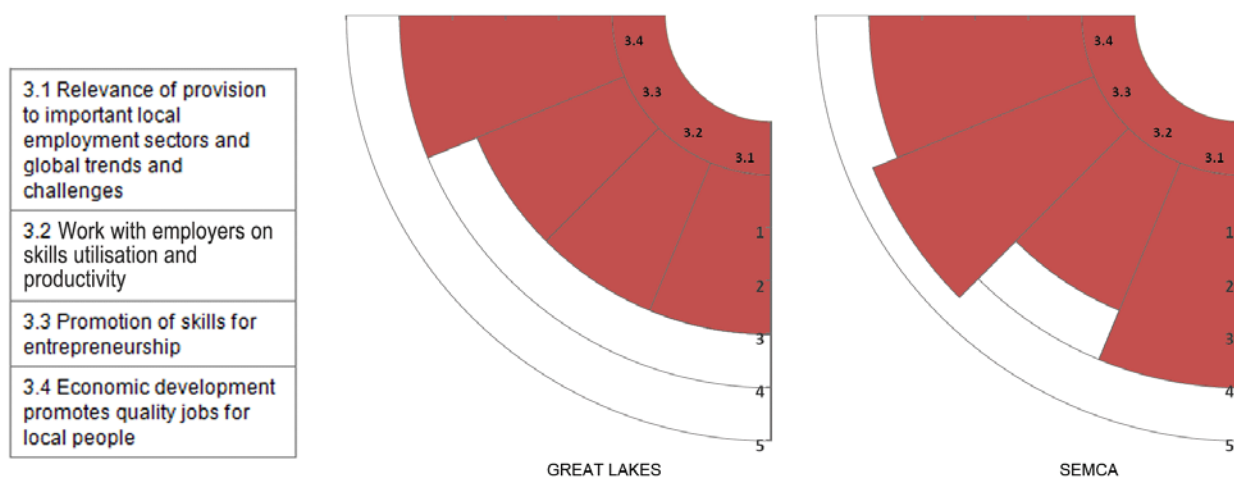 3.1 Relevance of provision
to important local
employment sectors and
global trends and
challenges
3.2 Work with employers on
skills utilisation and
productivity
3.3 Promotion of skills for
entrepreneurship
3.4 Economic development
promotes quality jobs for
local people
3.4
3.3
3.2
3.1
1
2
3
4
5
GREAT LAKES
3.4
3.3
3.2
3.1
1
2
3
4
5
SEMCA